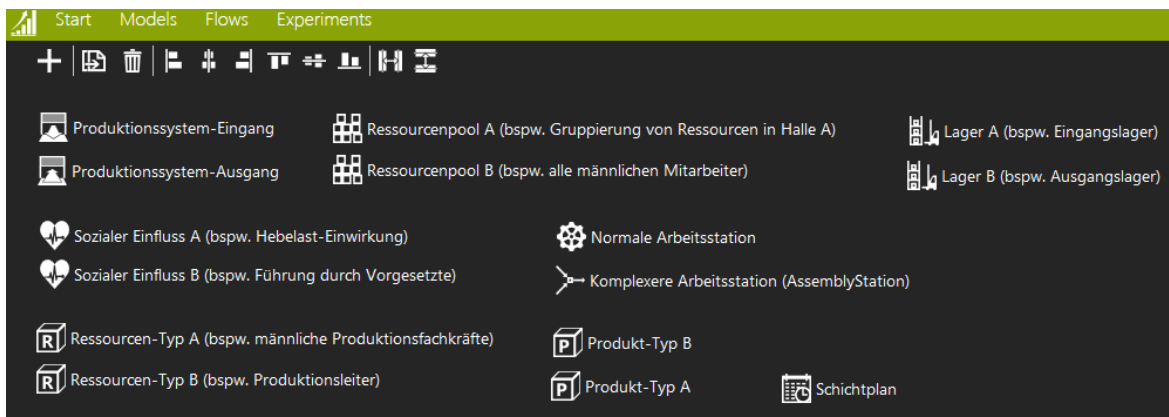 Start Models Flows Experiments
Produktionssystem-Eingang Ressourcenpool A (bspw. Gruppierung von Ressourcen in Halle A) Lager A (bspw. Eingangslager)
Produktionssystem-Ausgang Ressourcenpool B (bspw. alle männlichen Mitarbeiter) Lager B (bspw. Ausgangslager)
Sozialer Einfluss A (bspw. Hebelast-Einwirkung) Normale Arbeitsstation
Sozialer Einfluss B (bspw. Führung durch Vorgesetzte) Komplexere Arbeitsstation (AssemblyStation)
R Ressourcen-Typ A (bspw. männliche Produktionsfachkräfte) P Produkt-Typ B
R Ressourcen-Typ B (bspw. Produktionsleiter) P Produkt-Typ A Schichtplan